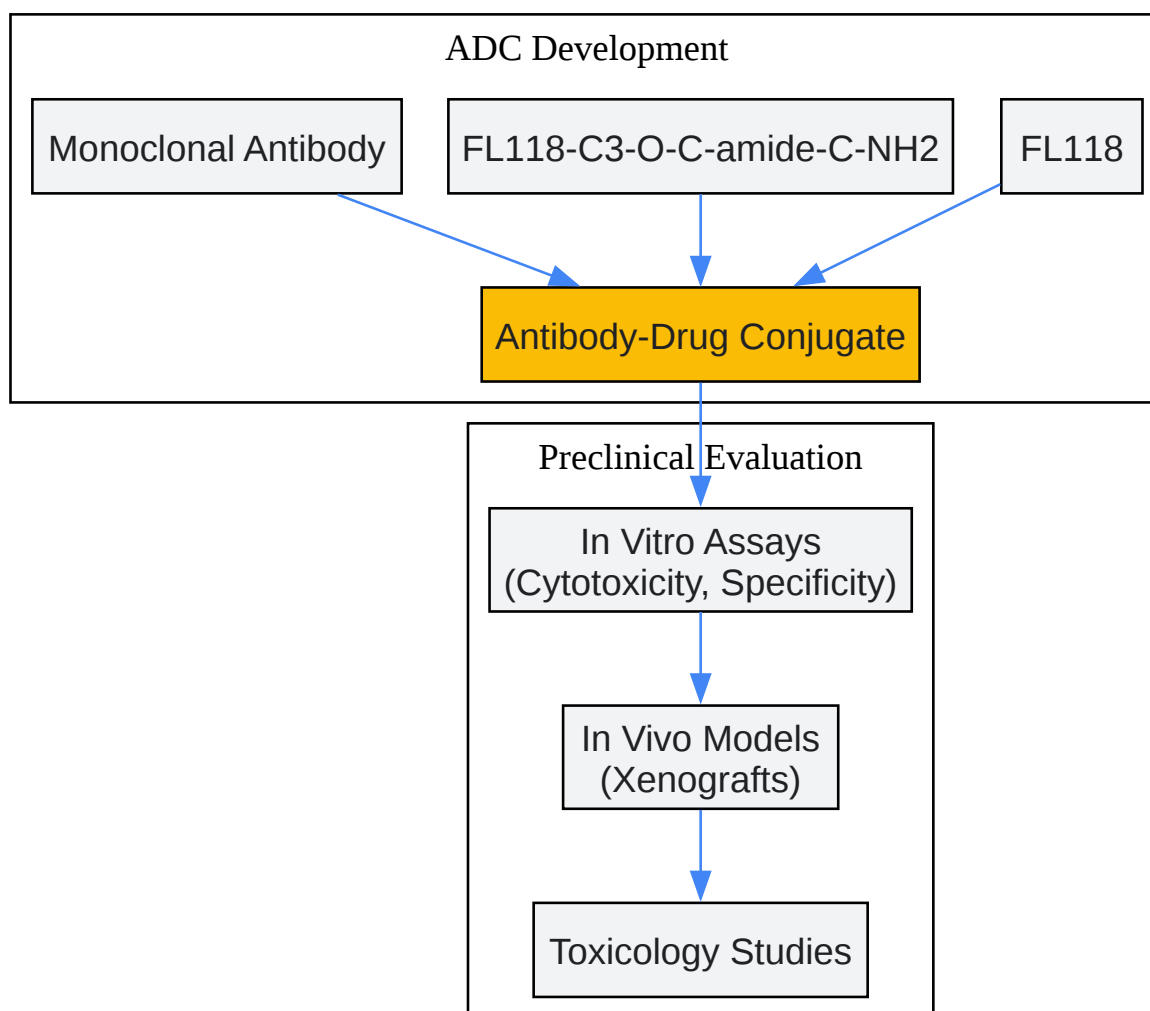 ADC Development
Monoclonal Antibody
FL118-C3-O-C-amide-C-NH2
FL118
Antibody-Drug Conjugate
Preclinical Evaluation
In Vitro Assays
(Cytotoxicity, Specificity)
In Vivo Models
(Xenografts)
Toxicology Studies